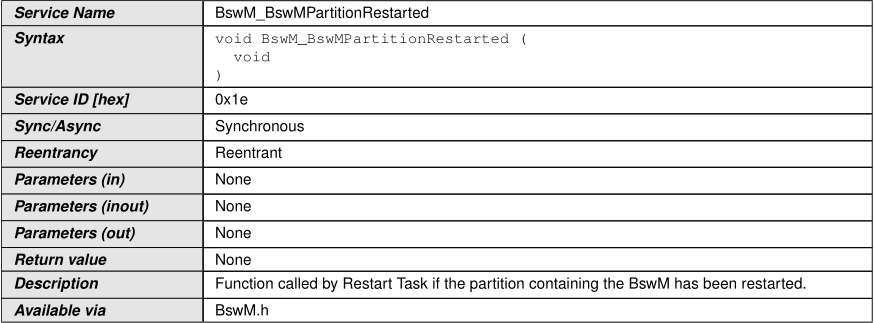 Service Name BswM_BswMPartitionRestarted
Syntax void BswM_BswMPartitionRestarted (
void
)
Service ID [hex] 0x1e
Sync/Async Synchronous
Reentrancy Reentrant
Parameters (in) None
Parameters (inout) None
Parameters (out) None
Return value None
Description Function called by Restart Task if the partition containing the BswM has been restarted.
Available via BswM.h